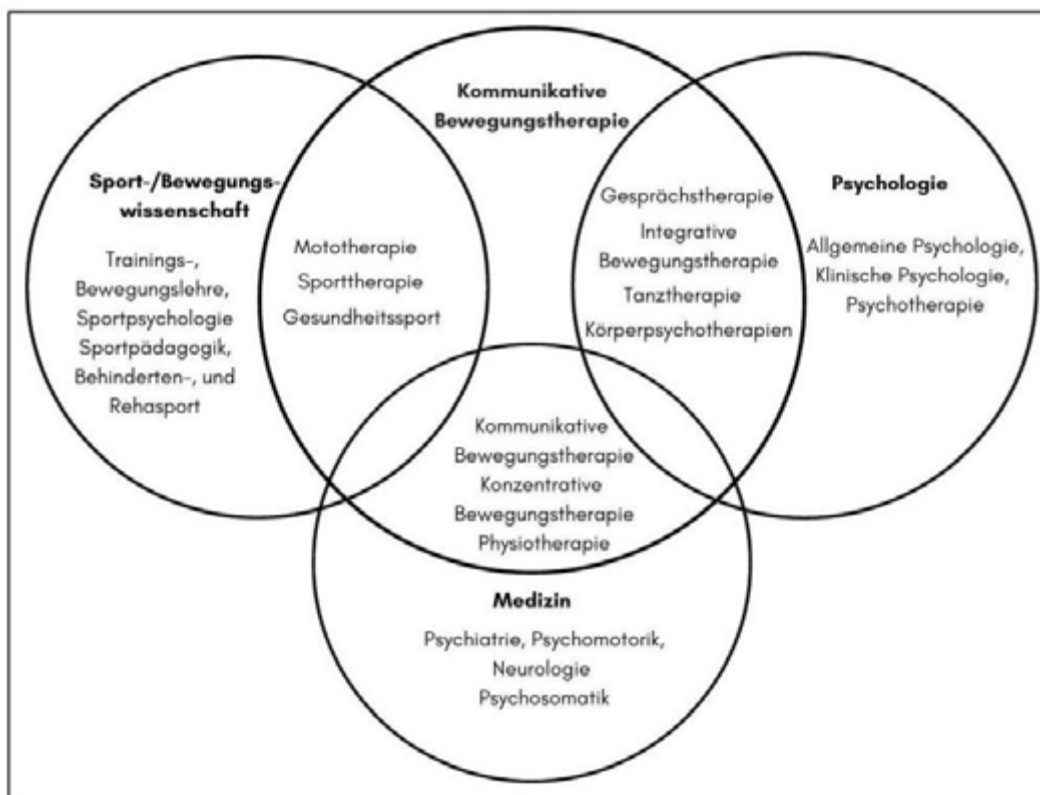 Kommunikative
Bewegungstherapie
Sport-/Bewegungs-
wissenschaft
Trainings-,
Bewegungslehre,
Sportpsychologie
Sportpädagogik,
Behinderten-, und
Rehasport
Mototherapie
Sporttherapie
Gesundheitssport
Gesprächstherapie
Integrative
Bewegungstherapie
Tanztherapie
Körperpsychotherapien
Psychologie
Allgemeine Psychologie,
Klinische Psychologie,
Psychotherapie
Kommunikative
Bewegungstherapie
Konzentrative
Bewegungstherapie
Physiotherapie
Medizin
Psychiatrie, Psychomotorik,
Neurologie
Psychosomatik